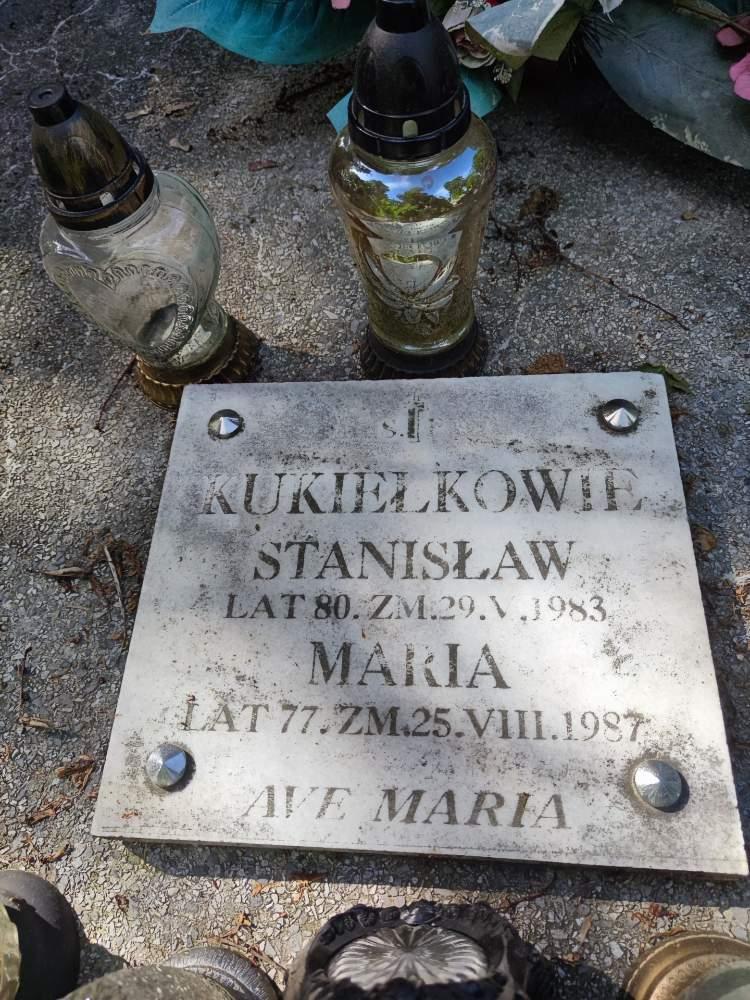 Ś.†P.
KUKIEŁKOWIE
STANISŁAW
LAT 80. ZM.29.V.1983
MARIA
LAT 77. ZM.25.VIII.1987
AVE MARIA